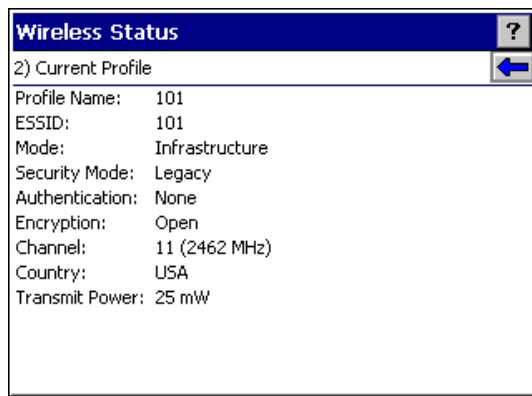 Wireless Status ?
2) Current Profile
Profile Name: 101
ESSID: 101
Mode: Infrastructure
Security Mode: Legacy
Authentication: None
Encryption: Open
Channel: 11 (2462 MHz)
Country: USA
Transmit Power: 25 mW